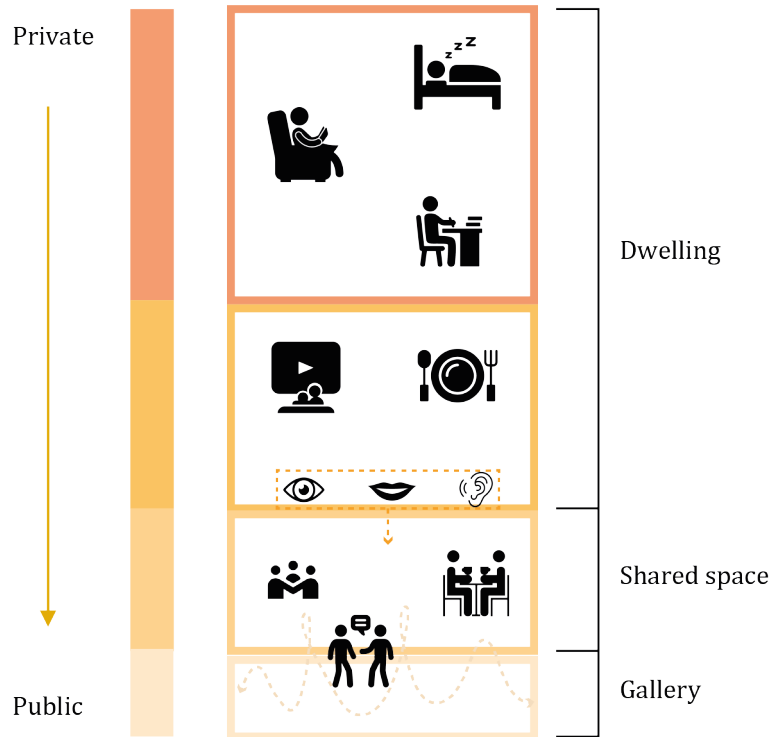 Private
z z Z
Dwelling
Shared space
Gallery
Public